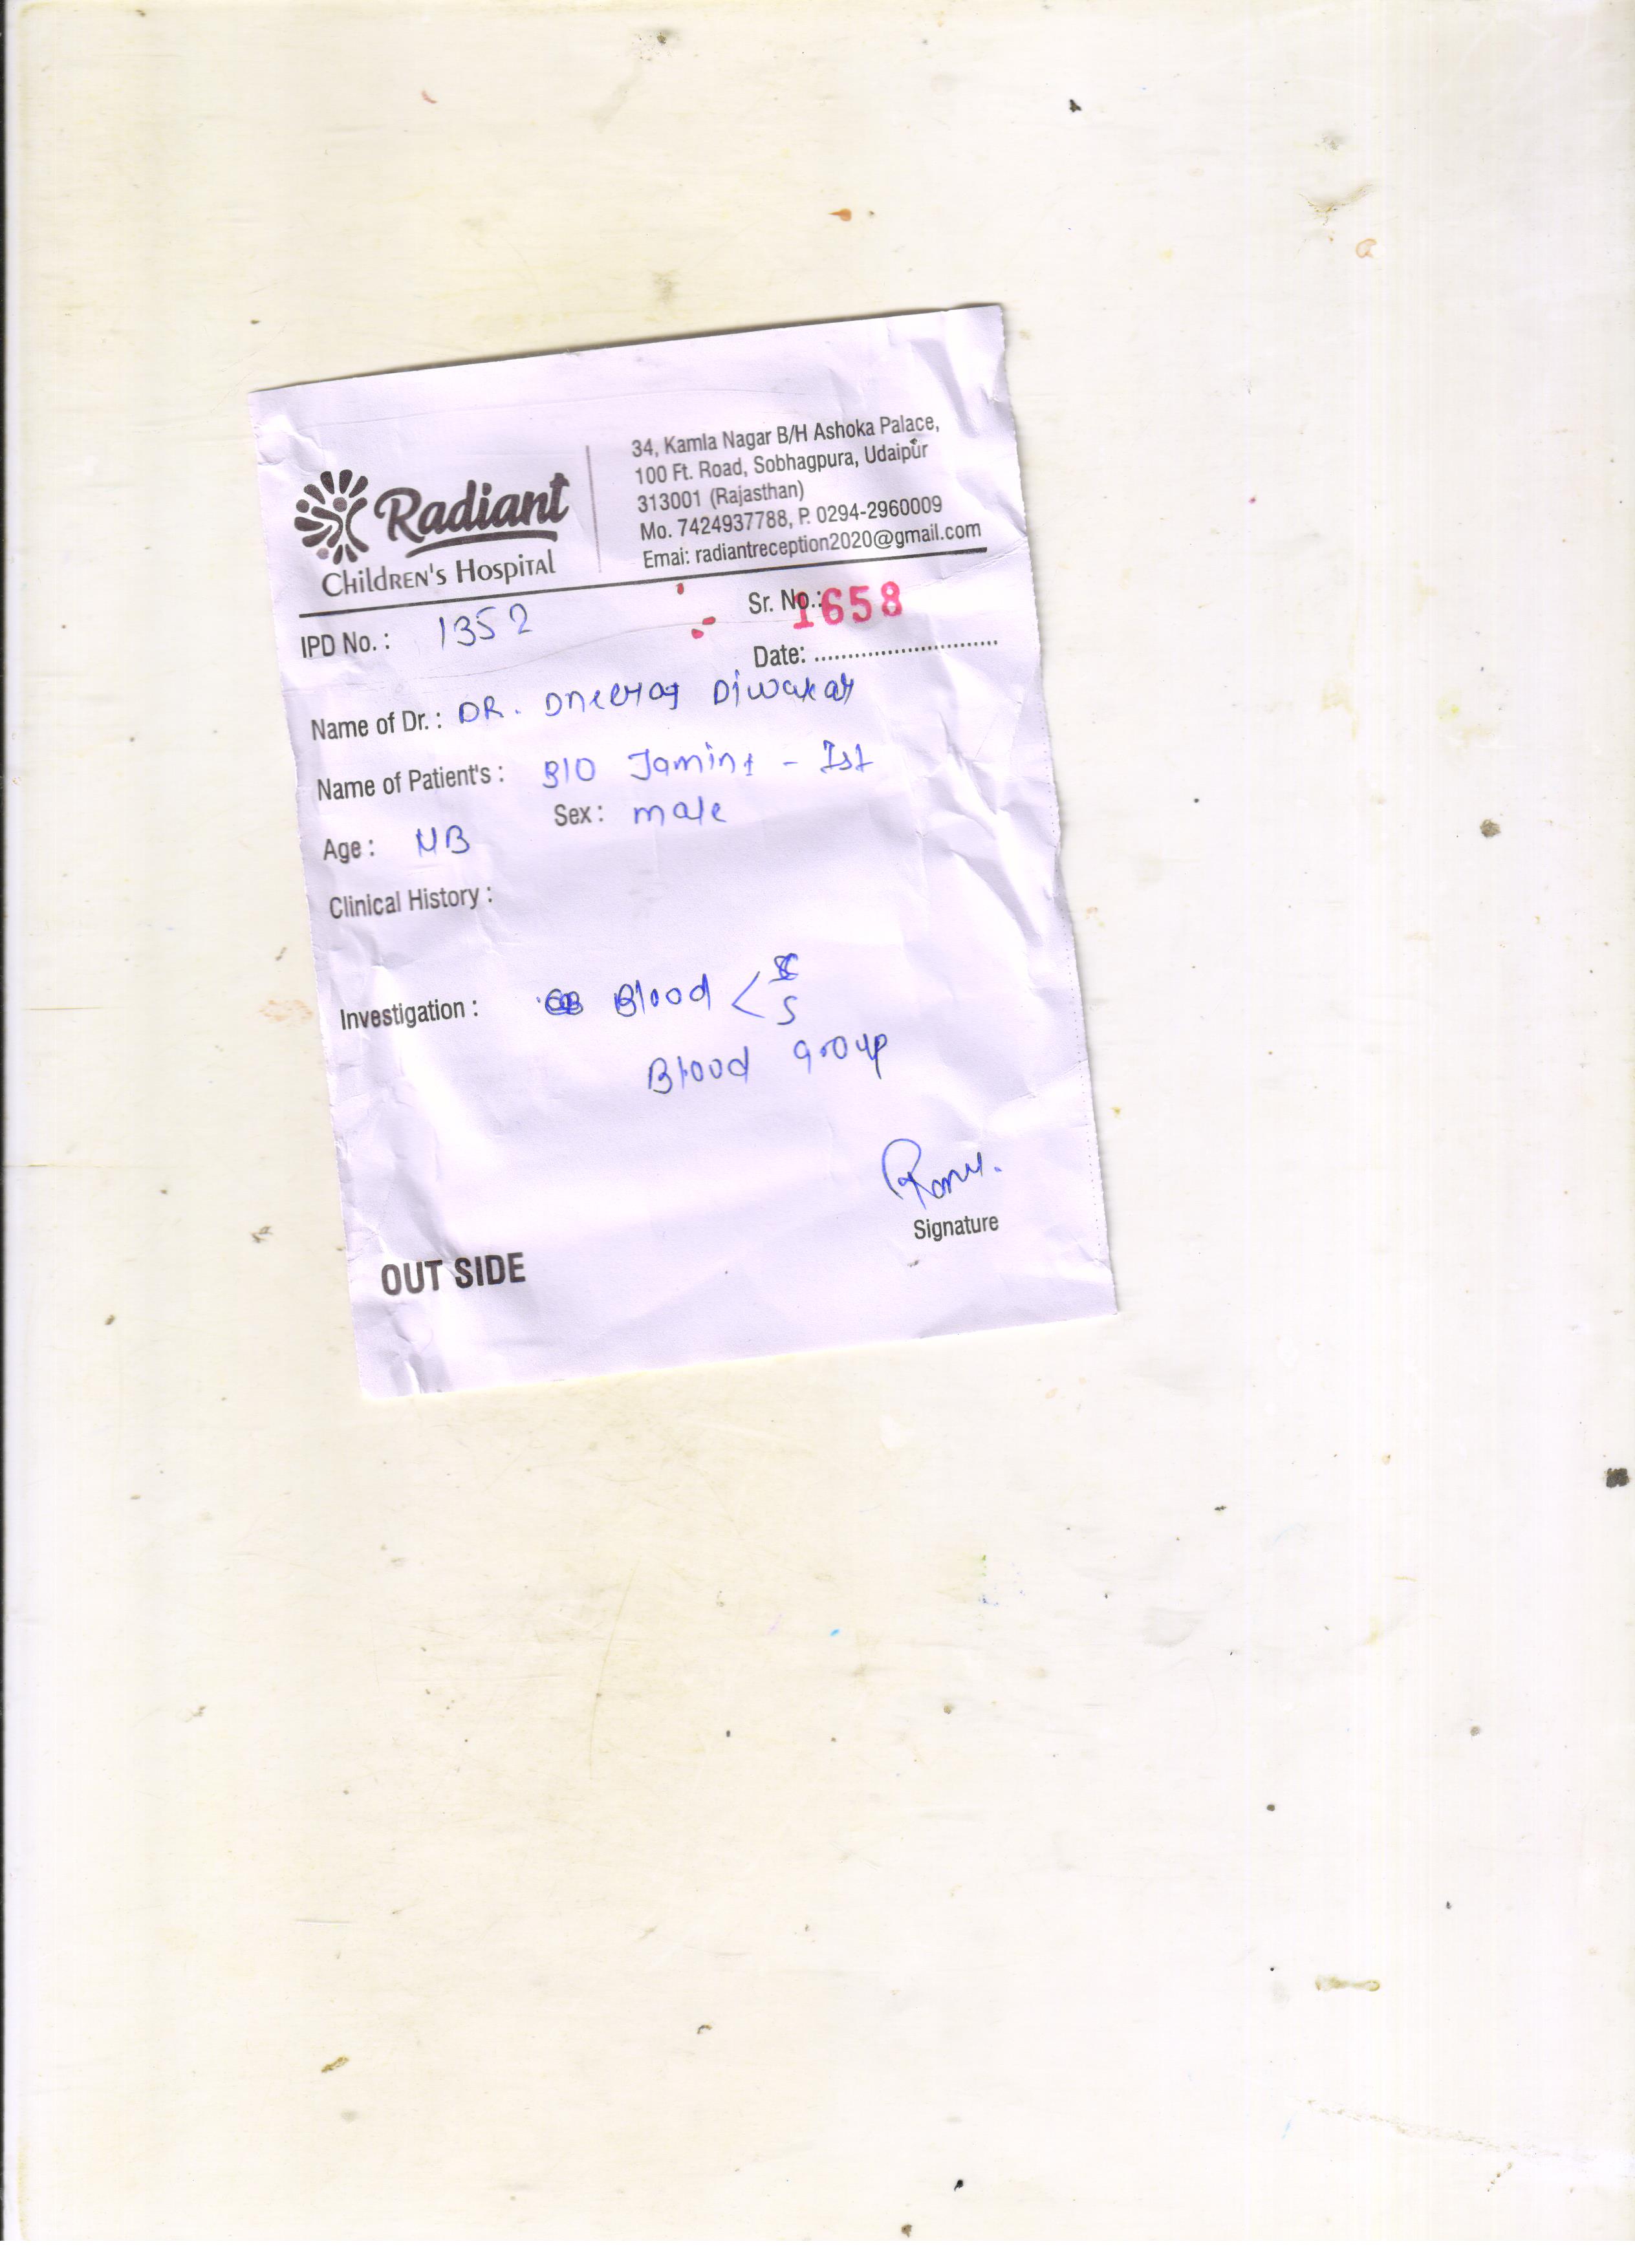 Radiant
Children's Hospital
34, Kamla Nagar B/H Ashoka Palace,
100 Ft. Road, Sobhagpura, Udaipur
313001 (Rajasthan)
Mo. 7424937788, P. 0294-2960009
Emai: radiantreception2020@gmail.com
IPD No. : 1352
Sr. No.: 1658
Date: ............................
Name of Dr. : DR. Dheeraj Diwakar
Name of Patient's : B/O Jamini - Ist
Age : NB Sex : male
Clinical History :
Investigation : Blood < S
Blood group
Signature
OUT SIDE